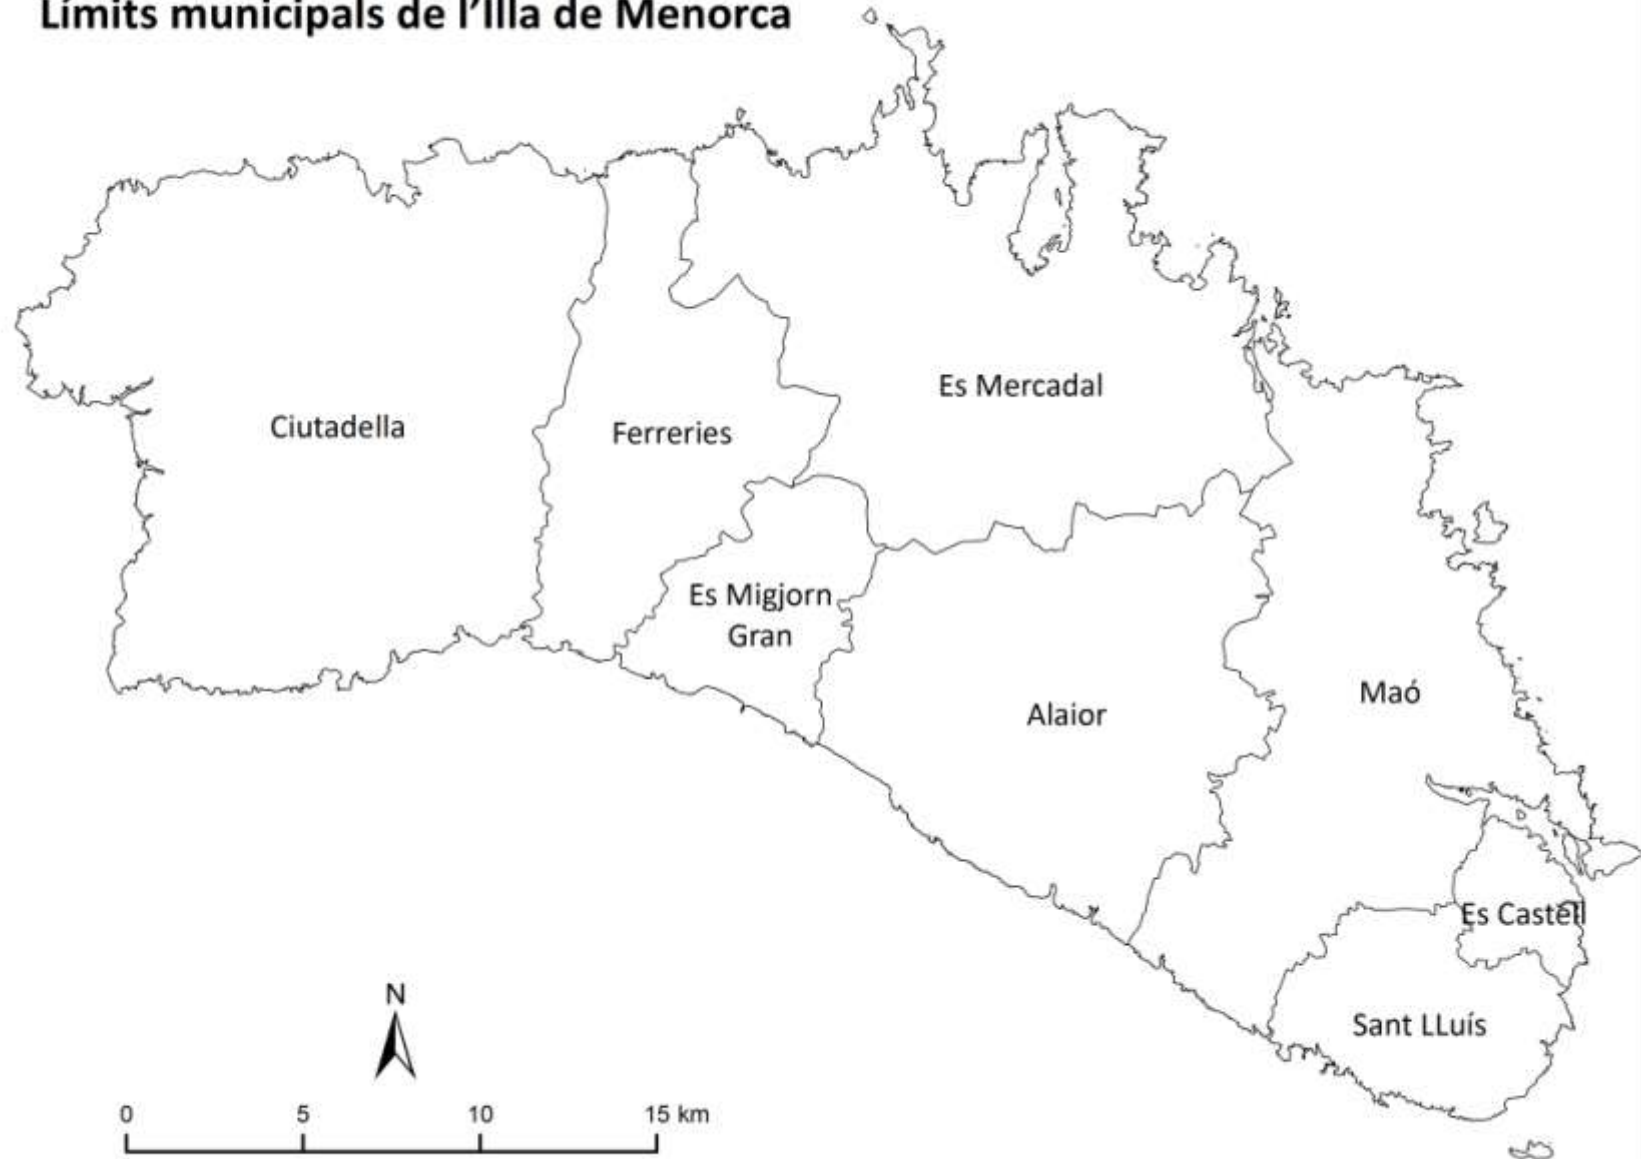 Límits municipals de l'Illa de Menorca
Es Mercadal
Ciutadella
Ferreries
Es Migjorn
Gran
Maó
Alaior
Es Castell
Sant LLuís
N
0 5 10 15 km